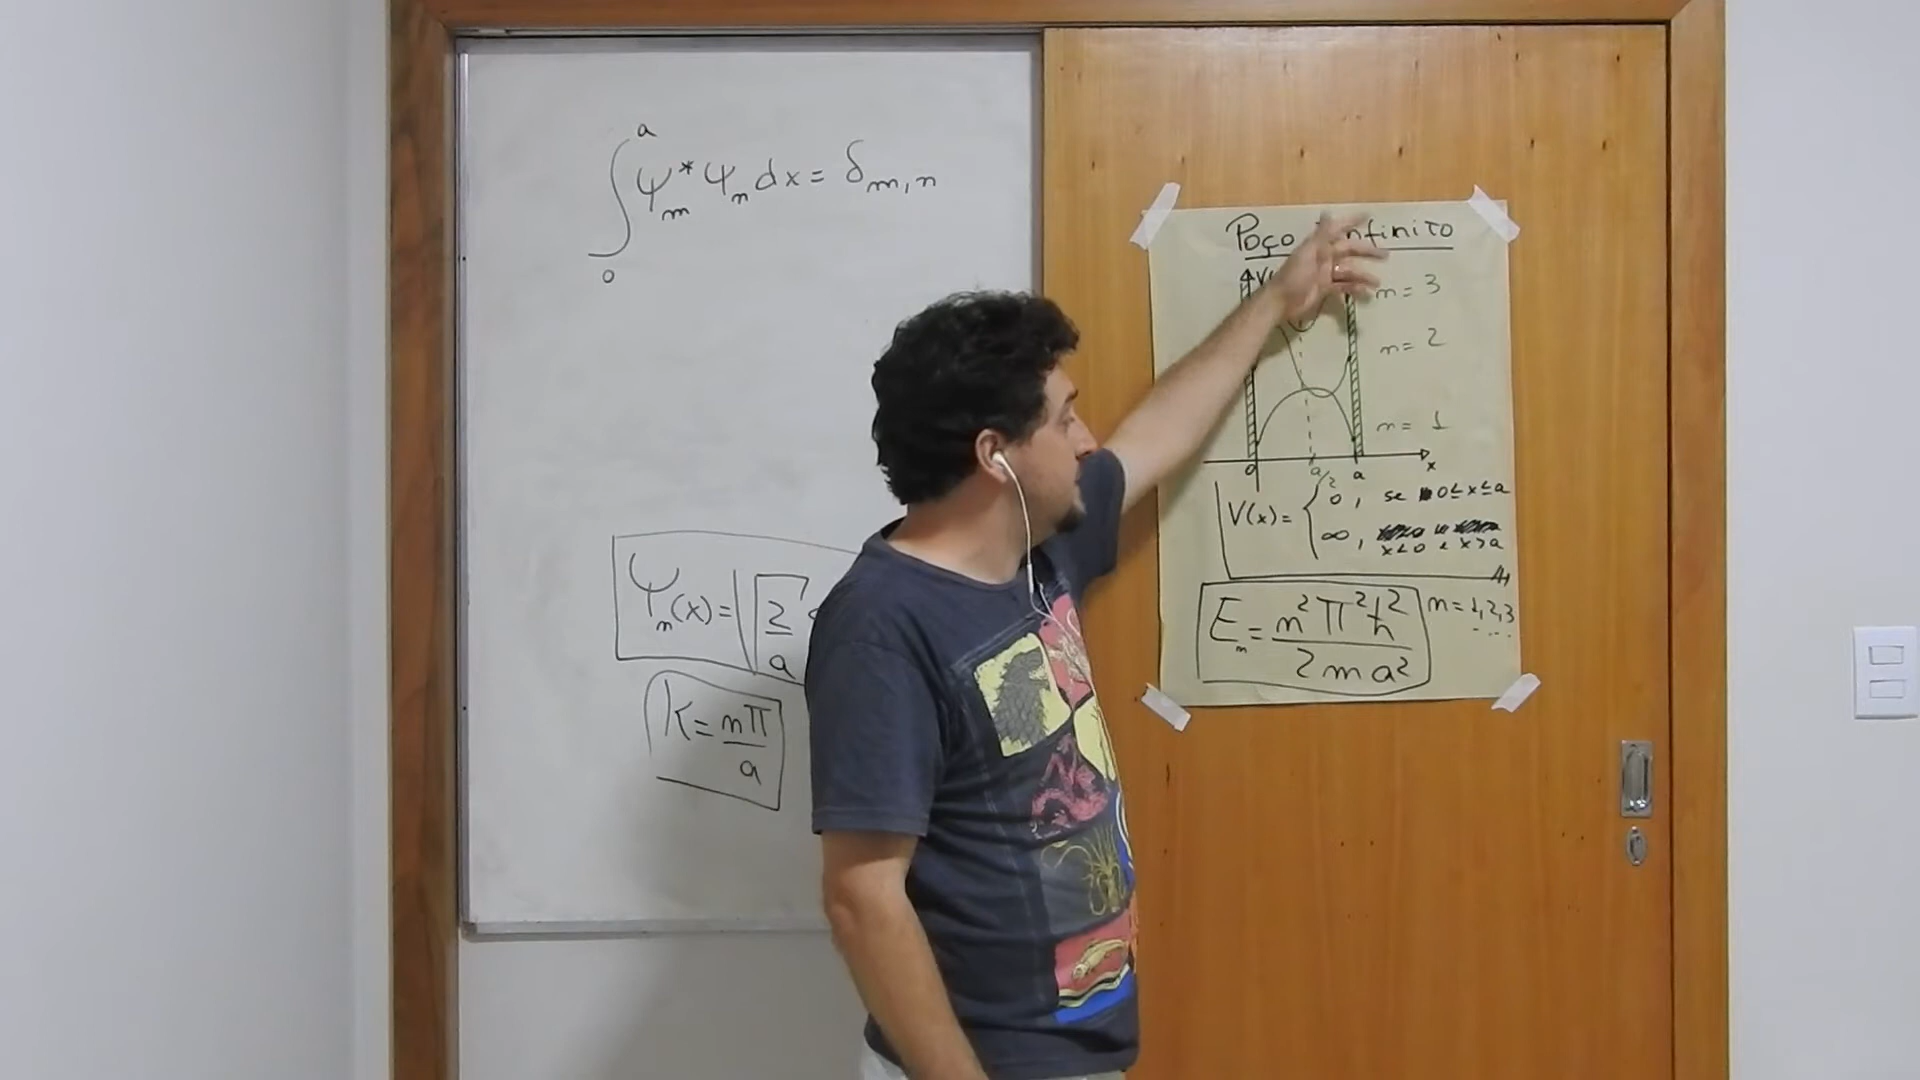 ∫₀ᵃ ψ*ₘ ψₙ dx = δₘ,ₙ
ψₙ(x) = √2/a
K = nπ/a
Poço Infinito
n = 3
n = 2
n = 1
0 a/2 a x
V(x) = { 0, se 0≤x≤a
∞, x<0 e x>a
Eₙ = n²π²ħ²/2ma² n = 1,2,3
....